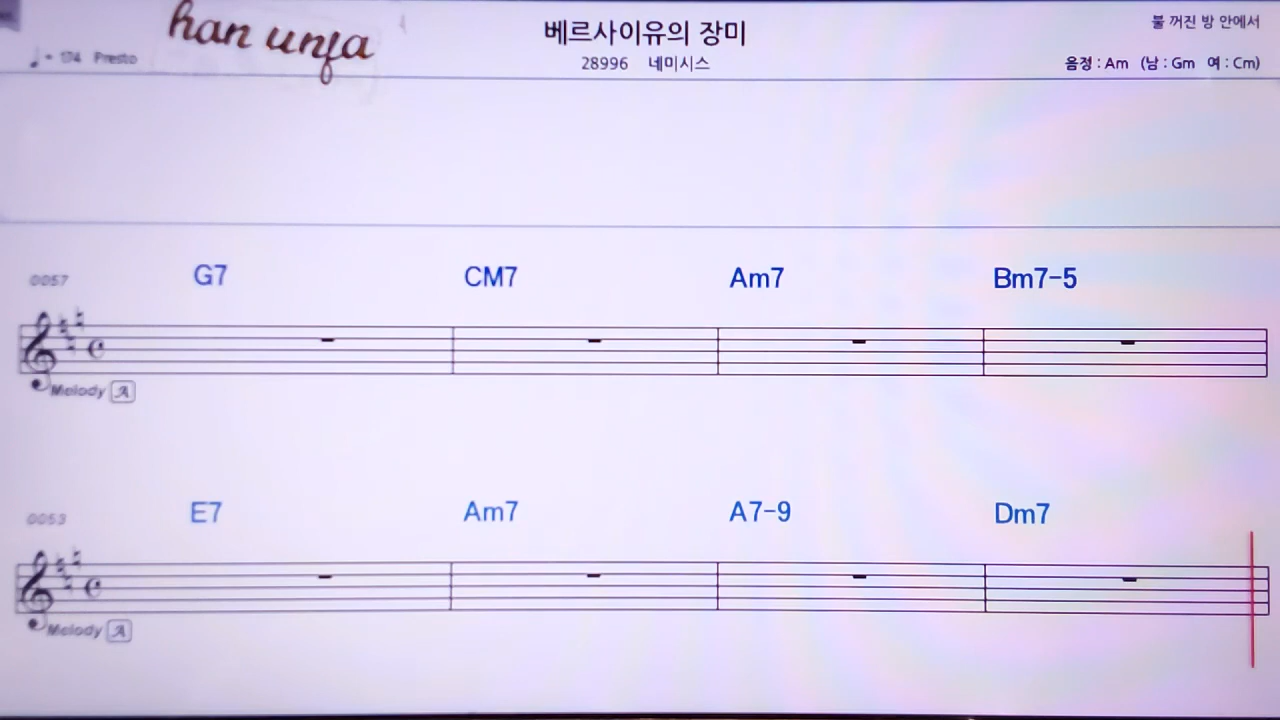 han unfa
베르사이유의 장미
불 꺼진 방 안에서
♩ = 174 Presto
28996 네미시스
음정 : Am (남 : Gm 여 : Cm)
0057 G7 CM7 Am7 Bm7-5
Melody A
0053 E7 Am7 A7-9 Dm7
Melody A